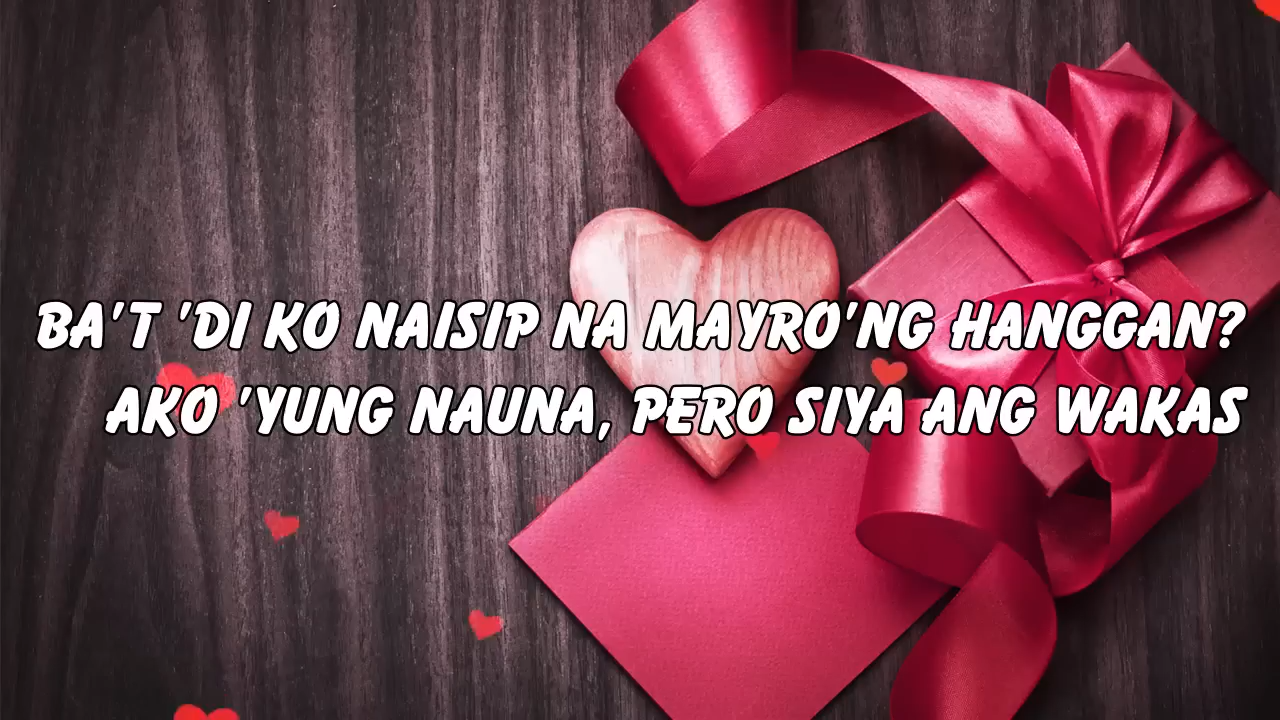 BA'T 'DI KO NAISIP NA MAYRO'NG HANGGAN?
AKO 'YUNG NAUNA, PERO SIYA ANG WAKAS